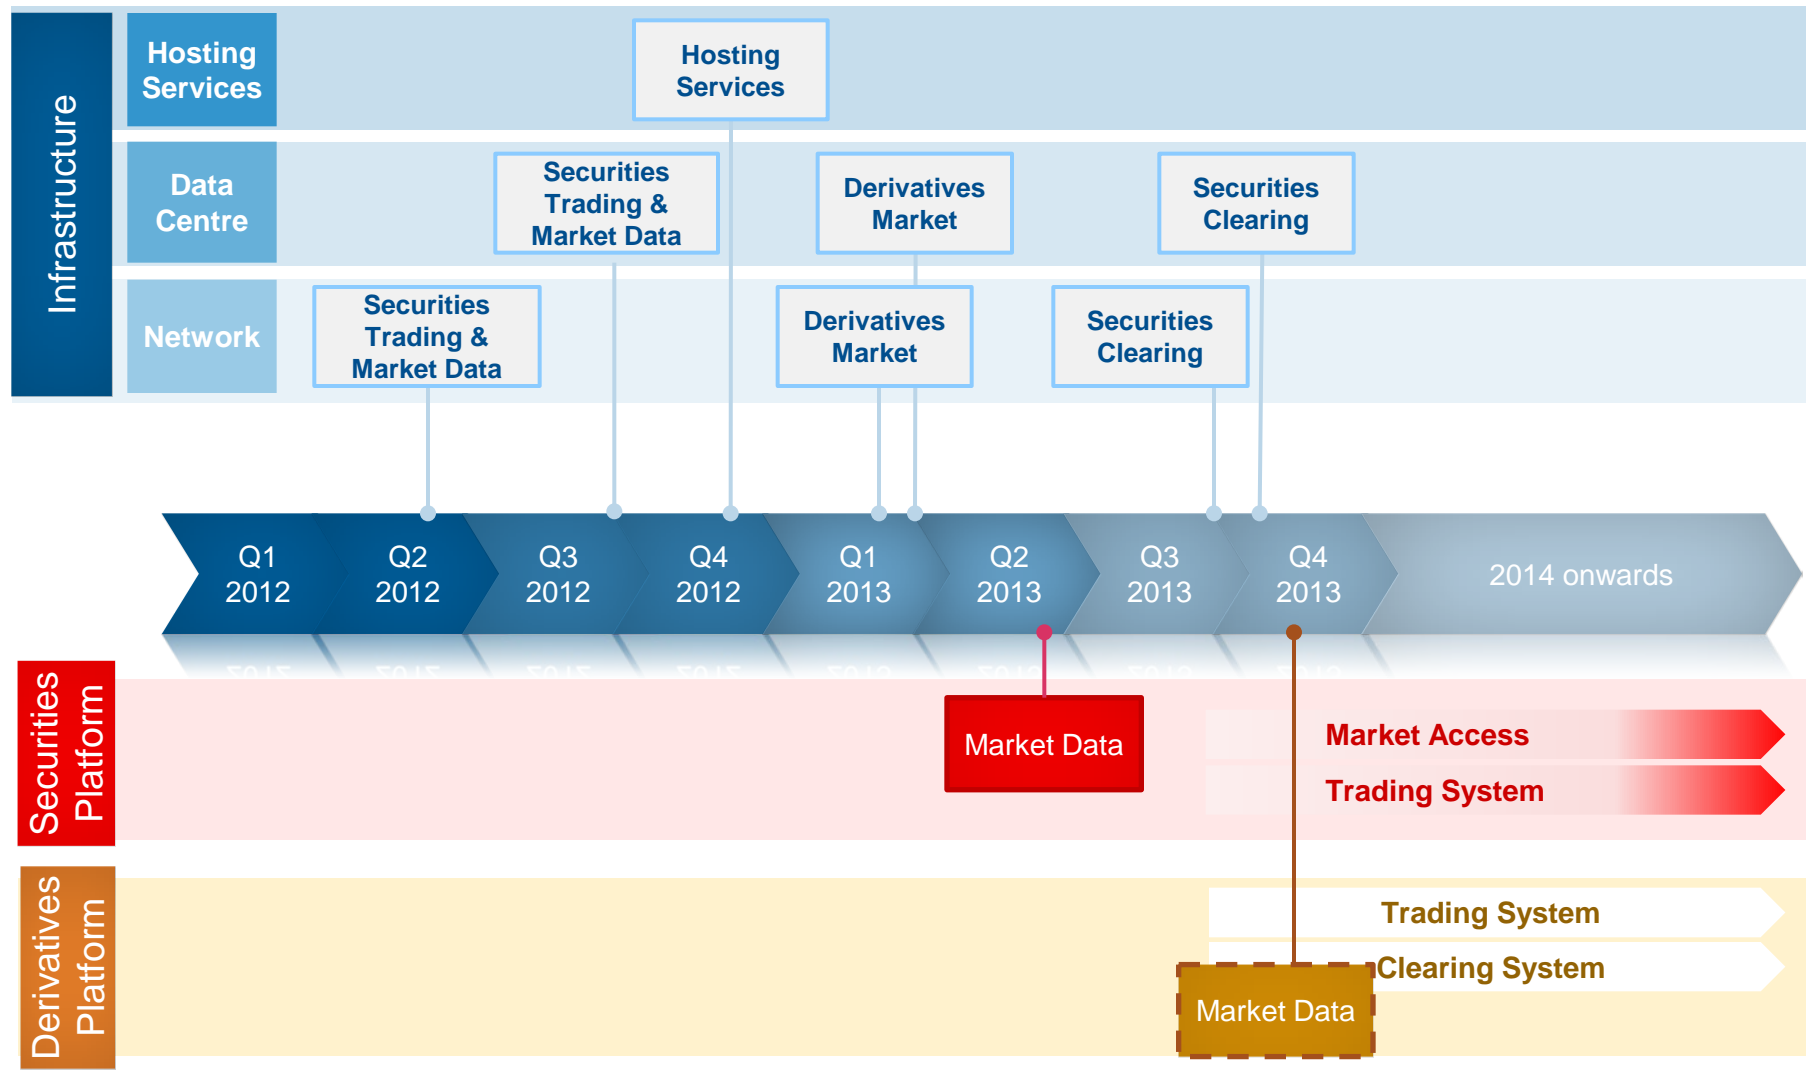 Infrastructure
Hosting
Services
Hosting
Services
Data
Centre
Securities
Trading &
Market Data
Derivatives
Market
Securities
Clearing
Network
Securities
Trading &
Market Data
Derivatives
Market
Securities
Clearing
Q1
2012
Q2
2012
Q3
2012
Q4
2012
Q1
2013
Q2
2013
Q3
2013
Q4
2013
2014 onwards
Securities
Platform
Market Data
Market Access
Trading System
Derivatives
Platform
Trading System
Clearing System
Market Data